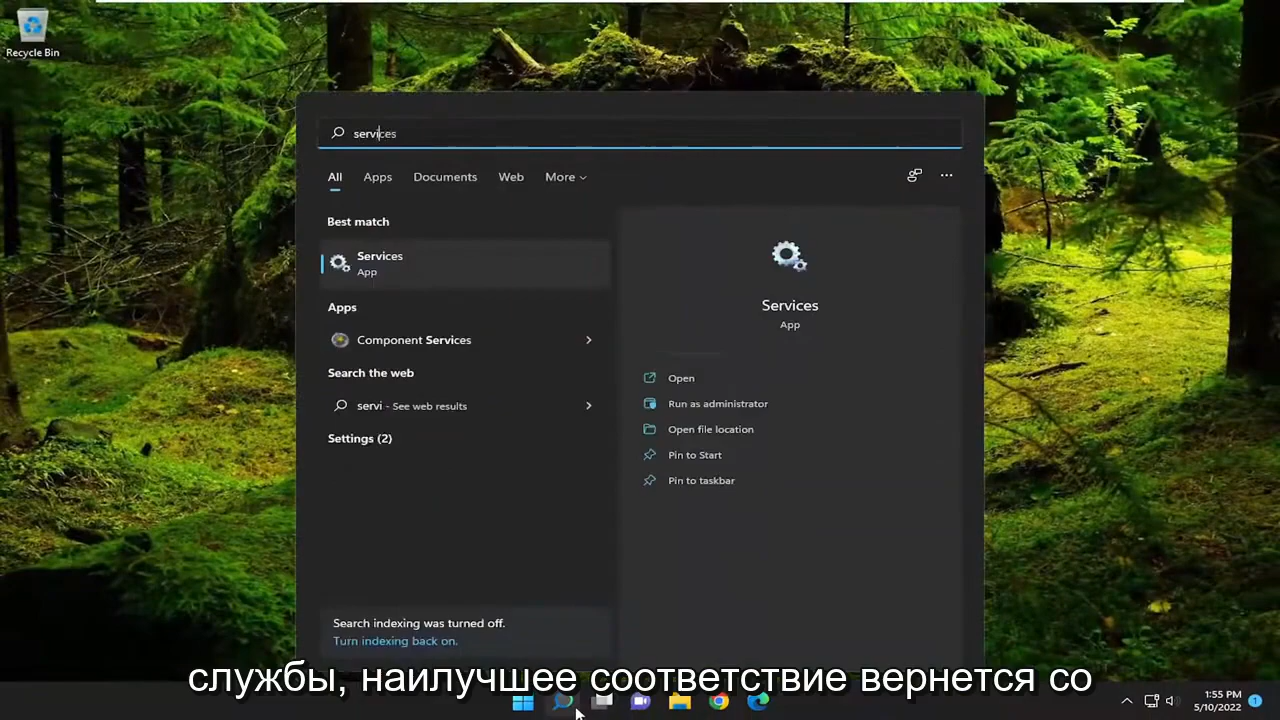 Recycle Bin
services
All
Apps
Documents
Web
More
Best match
Services
App
Apps
Component Services
Search the web
servi - See web results
Settings (2)
Search indexing was turned off.
Turn indexing back on.
Services
App
Open
Run as administrator
Open file location
Pin to Start
Pin to taskbar
службы, наилучшее соответствие вернется со
1:55 PM
5/10/2022
1